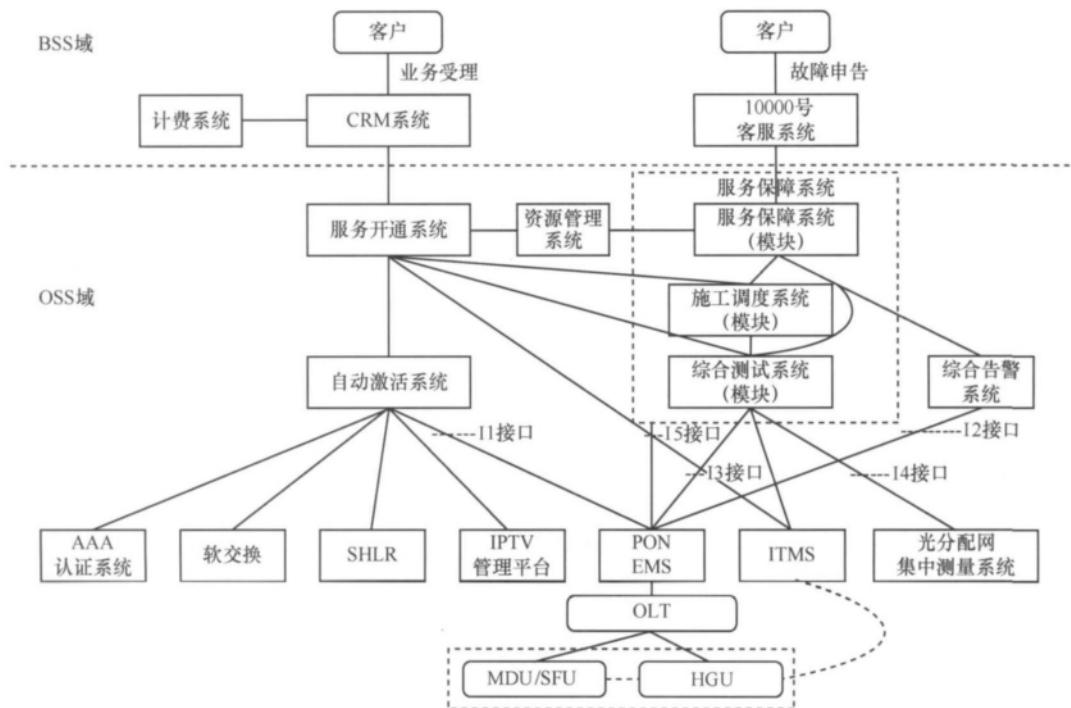 客户
客户
BSS域
业务受理
故障申告
计费系统
CRM系统
10000号
客服系统
服务保障系统
服务开通系统
资源管理
系统
服务保障系统
(模块)
OSS域
施工调度系统
(模块)
自动激活系统
综合测试系统
(模块)
综合告警
系统
I1接口
I5接口
I2接口
I3接口
I4接口
AAA
认证系统
软交换
SHLR
IPTV
管理平台
PON
EMS
ITMS
光分配网
集中测量系统
OLT
MDU/SFU
HGU